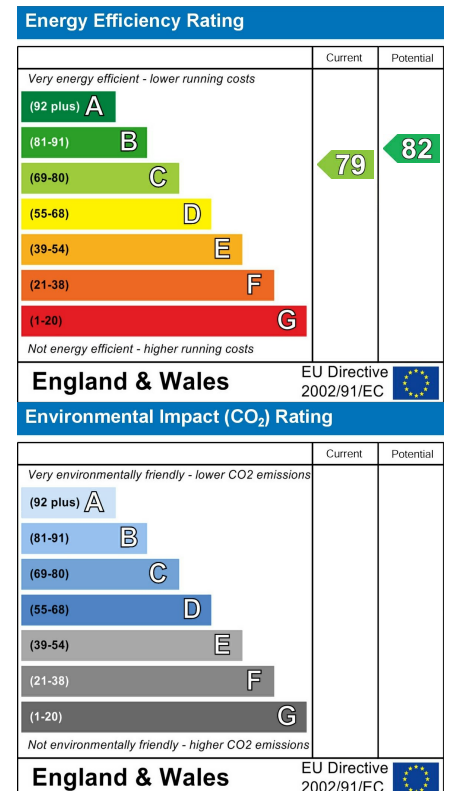 Energy Efficiency Rating
Current Potential
Very energy efficient - lower running costs
(92 plus) A
(81-91) B
(69-80) C
(55-68) D
(39-54) E
(21-38) F
(1-20) G
79
82
Not energy efficient - higher running costs
England & Wales
EU Directive
2002/91/EC
Environmental Impact (CO₂) Rating
Current Potential
Very environmentally friendly - lower CO2 emissions
(92 plus) A
(81-91) B
(69-80) C
(55-68) D
(39-54) E
(21-38) F
(1-20) G
Not environmentally friendly - higher CO2 emissions
England & Wales
EU Directive
2002/91/EC